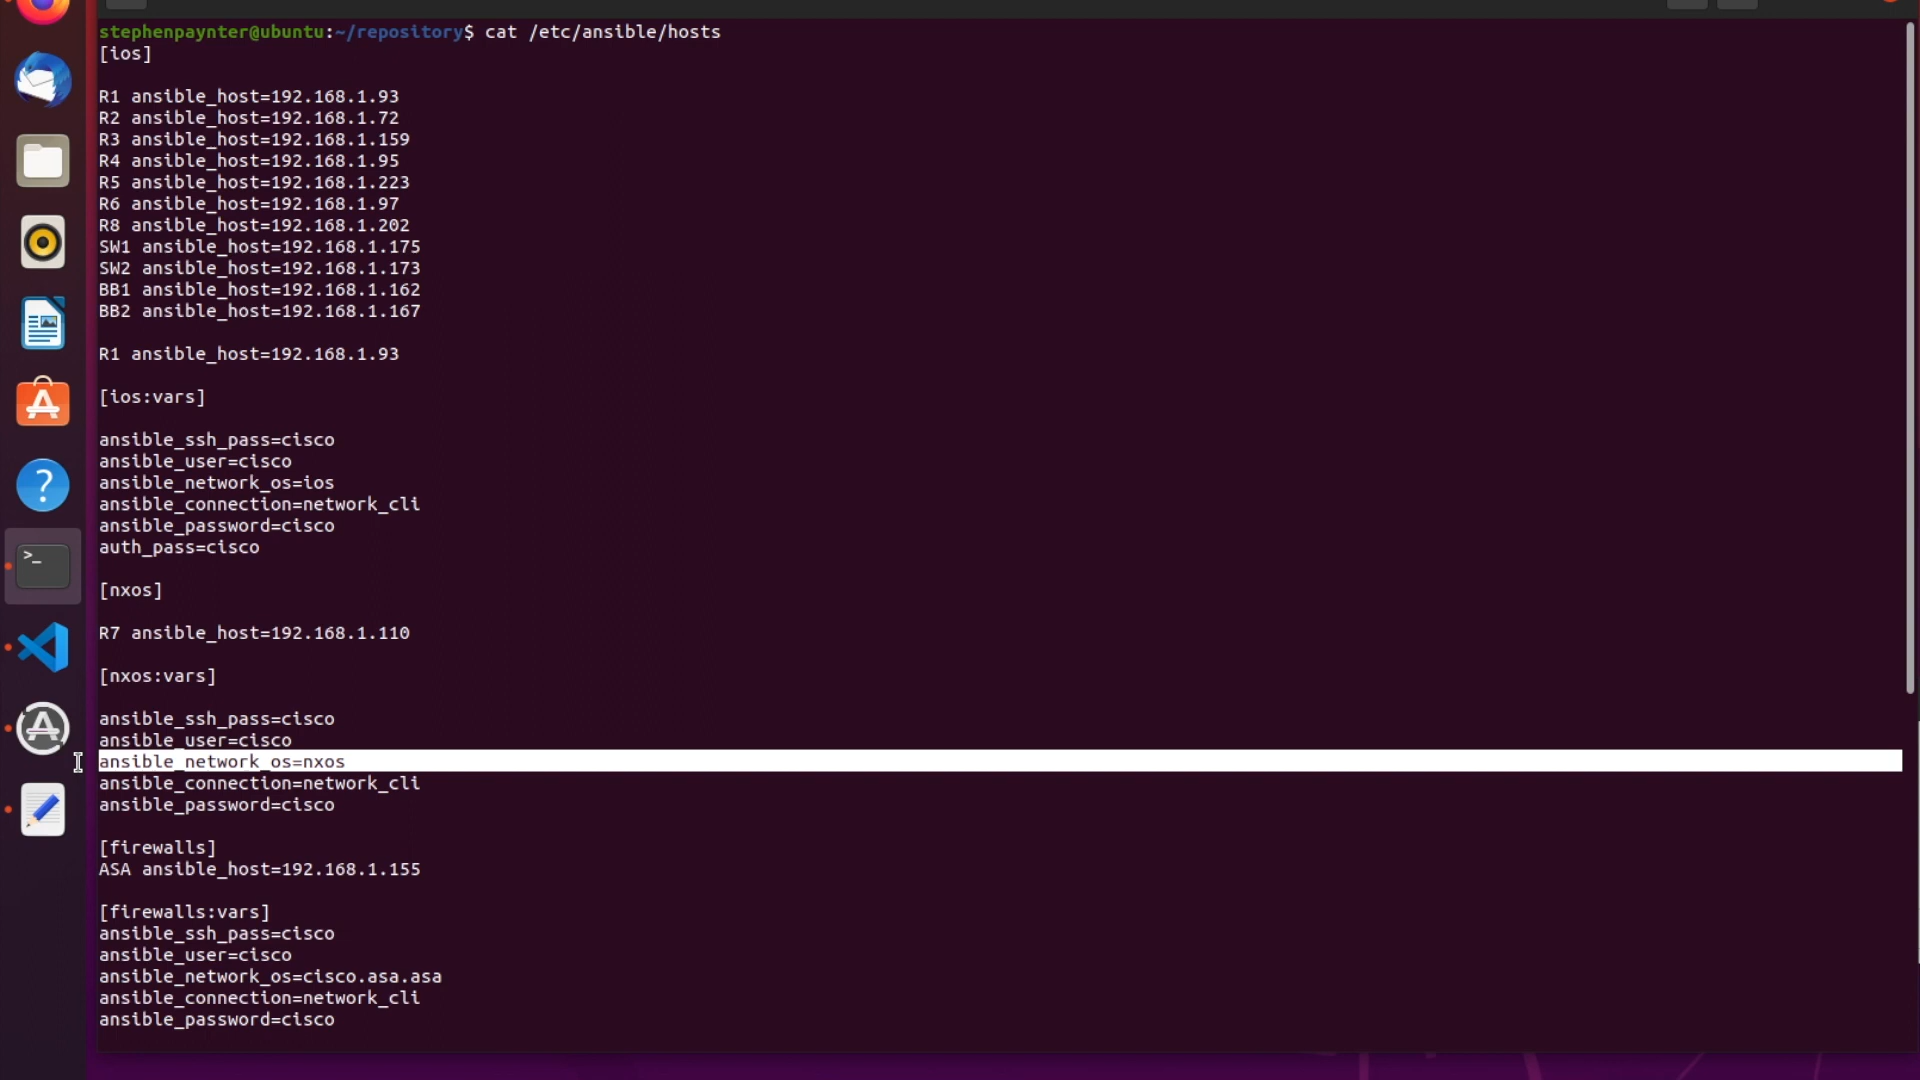 stephenpaynter@ubuntu:~/repository$ cat /etc/ansible/hosts
[ios]
R1 ansible_host=192.168.1.93
R2 ansible_host=192.168.1.72
R3 ansible_host=192.168.1.159
R4 ansible_host=192.168.1.95
R5 ansible_host=192.168.1.223
R6 ansible_host=192.168.1.97
R8 ansible_host=192.168.1.202
SW1 ansible_host=192.168.1.175
SW2 ansible_host=192.168.1.173
BB1 ansible_host=192.168.1.162
BB2 ansible_host=192.168.1.167
R1 ansible_host=192.168.1.93
[ios:vars]
ansible_ssh_pass=cisco
ansible_user=cisco
ansible_network_os=ios
ansible_connection=network_cli
ansible_password=cisco
auth_pass=cisco
[nxos]
R7 ansible_host=192.168.1.110
[nxos:vars]
ansible_ssh_pass=cisco
ansible_user=cisco
ansible_network_os=nxos
ansible_connection=network_cli
ansible_password=cisco
[firewalls]
ASA ansible_host=192.168.1.155
[firewalls:vars]
ansible_ssh_pass=cisco
ansible_user=cisco
ansible_network_os=cisco.asa.asa
ansible_connection=network_cli
ansible_password=cisco